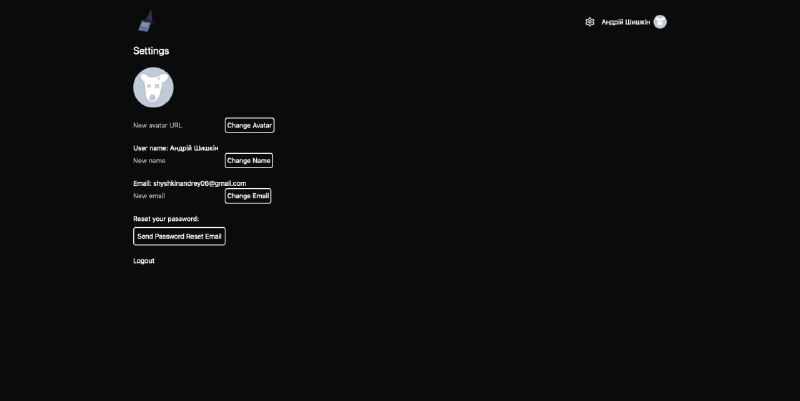 Андрій Шишкін
Settings
New avatar URL Change Avatar
User name: Андрій Шишкін
New name Change Name
Email: shyshkinandrey06@gmail.com
New email Change Email
Reset your password:
Send Password Reset Email
Logout